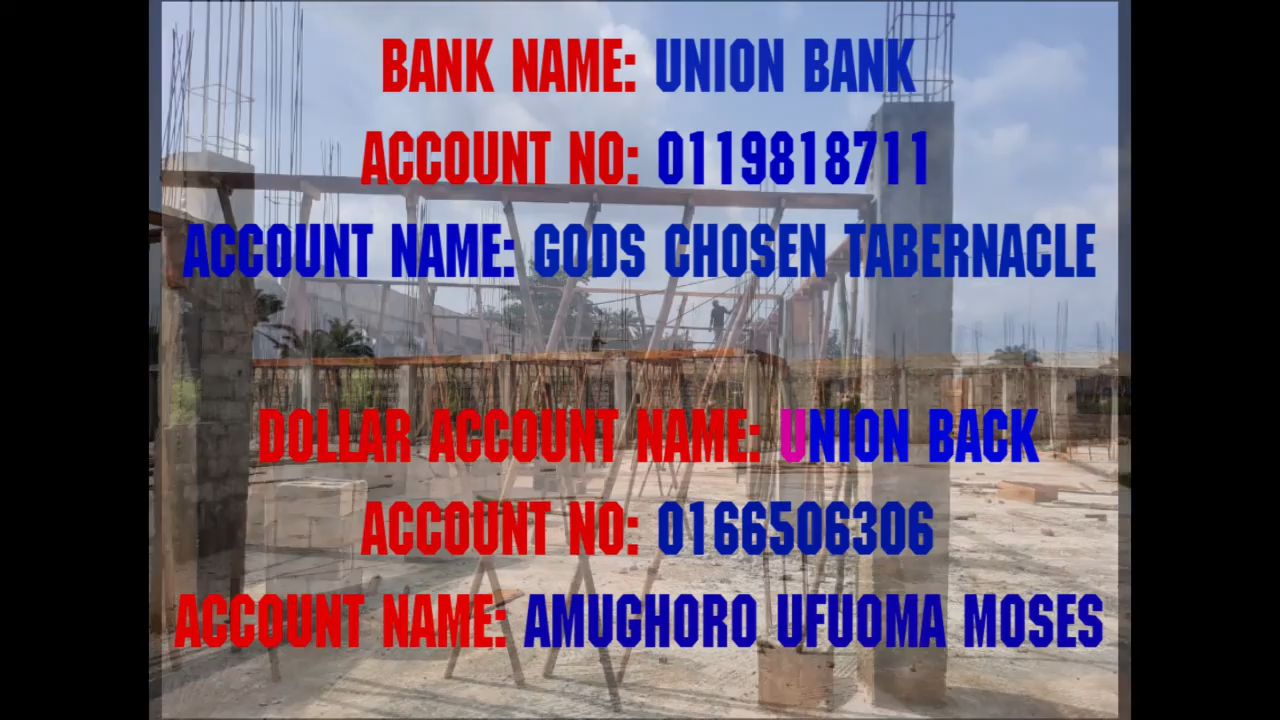 BANK NAME: UNION BANK
ACCOUNT NO: 0119818711
ACCOUNT NAME: GODS CHOSEN TABERNACLE
DOLLAR ACCOUNT NAME: UNION BACK
ACCOUNT NO: 0166506306
ACCOUNT NAME: AMUGHORO UFUOMA MOSES